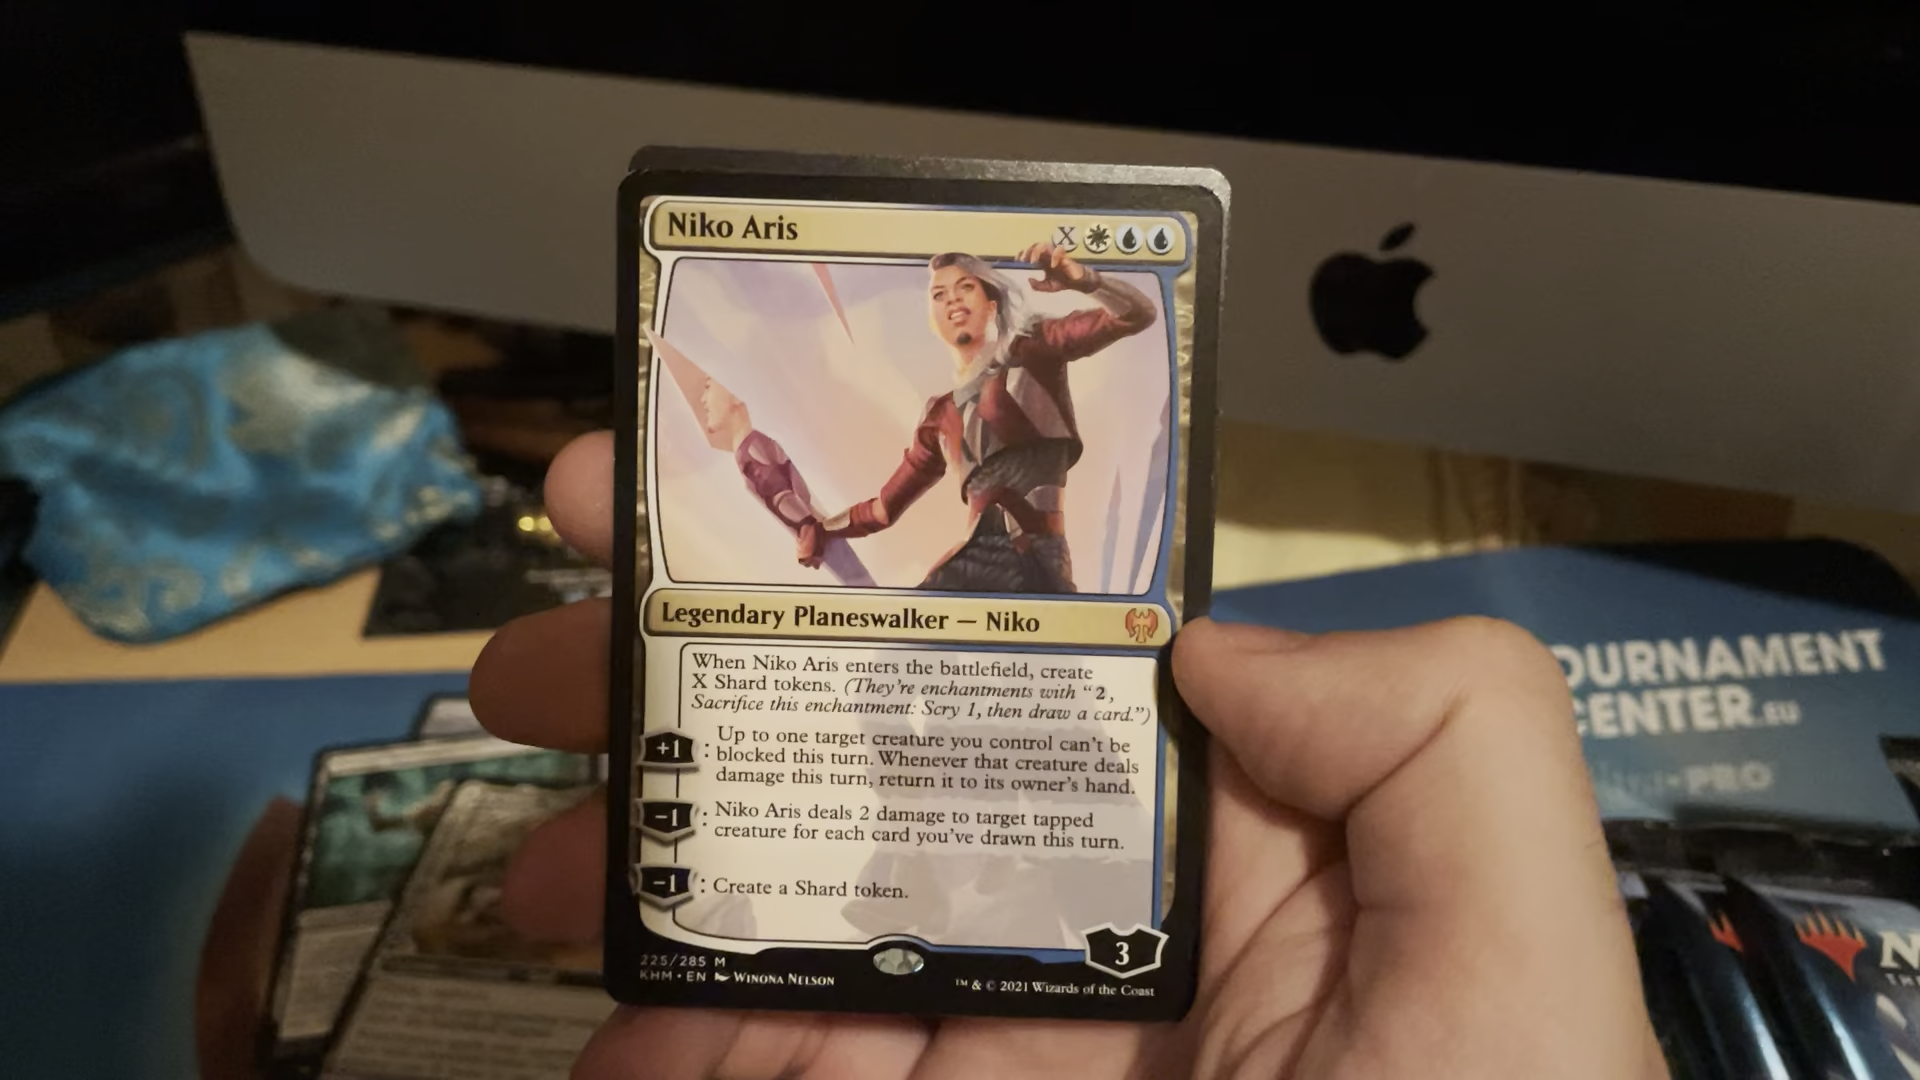 Niko Aris
X
Legendary Planeswalker — Niko
When Niko Aris enters the battlefield, create
X Shard tokens. (They're enchantments with “2,
Sacrifice this enchantment: Scry 1, then draw a card.”)
+1 : Up to one target creature you control can't be
blocked this turn. Whenever that creature deals
damage this turn, return it to its owner's hand.
−1 : Niko Aris deals 2 damage to target tapped
creature for each card you've drawn this turn.
−1 : Create a Shard token.
3
225/285 M
KHM • EN Winona Nelson
™ & © 2021 Wizards of the Coast
OURNAMENT
CENTER.EU
PRO